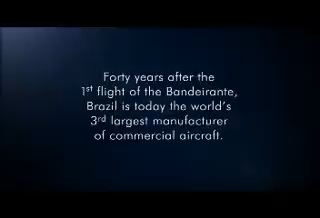 Forty years after the
1st flight of the Bandeirante,
Brazil is today the world's
3rd largest manufacturer
of commercial aircraft.